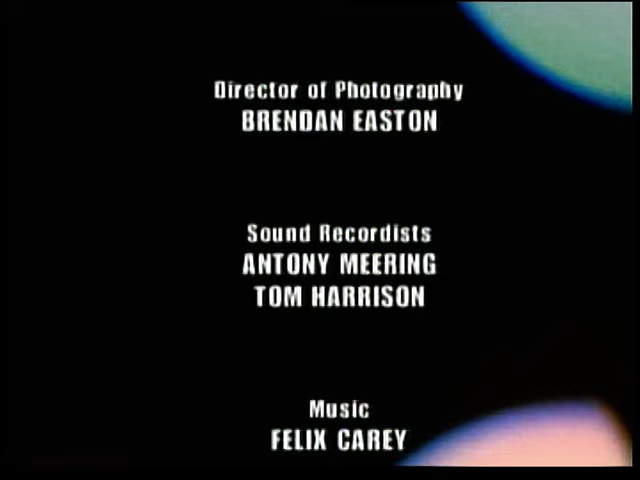 Director of Photography
BRENDAN EASTON
Sound Recordists
ANTONY MEERING
TOM HARRISON
Music
FELIX CAREY